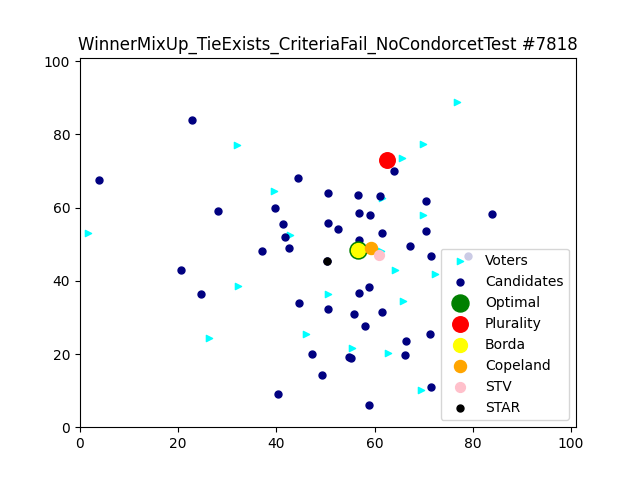 WinnerMixUp_TieExists_CriteriaFail_NoCondorcetTest #7818
100
80
60
40
20
0
0 20 40 60 80 100
Voters
Candidates
Optimal
Plurality
Borda
Copeland
STV
STAR